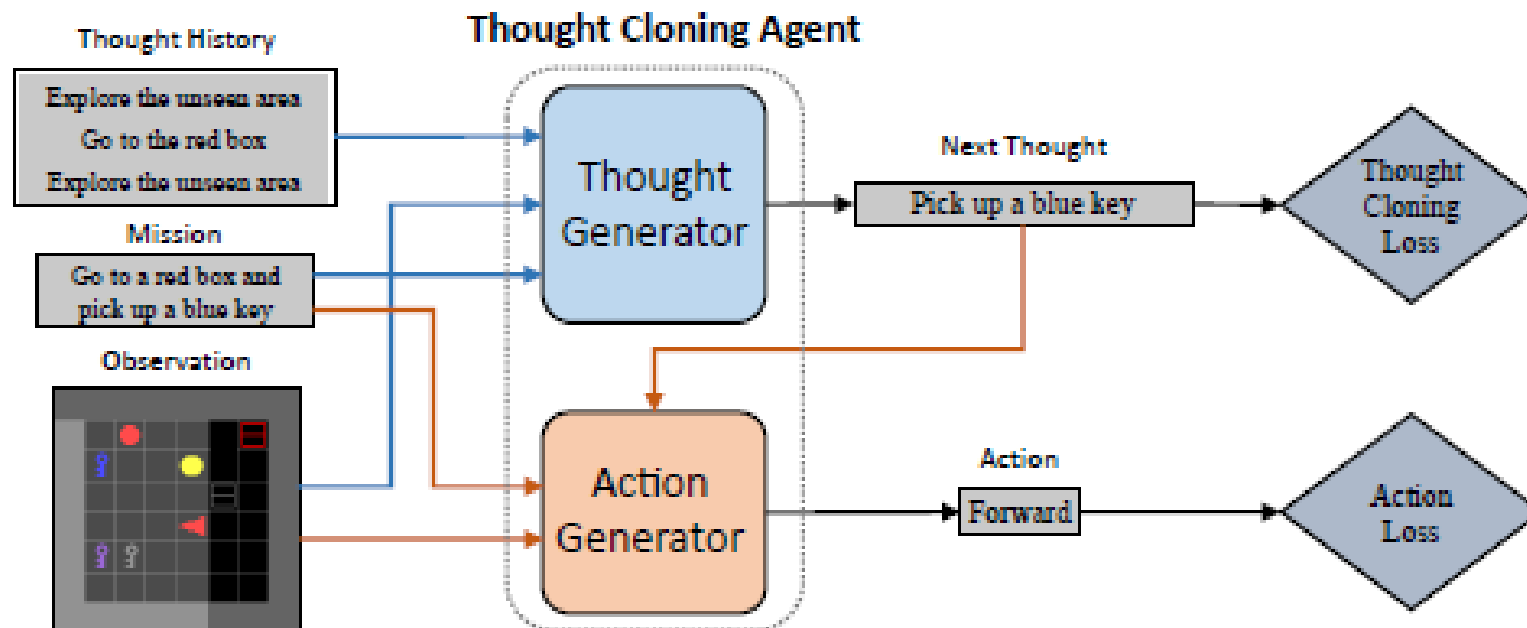 Thought Cloning Agent
Thought History
Explore the unseen area
Go to the red box
Explore the unseen area
Mission
Go to a red box and
pick up a blue key
Observation
Thought
Generator
Next Thought
Pick up a blue key
Thought
Cloning
Loss
Action
Generator
Action
Forward
Action
Loss